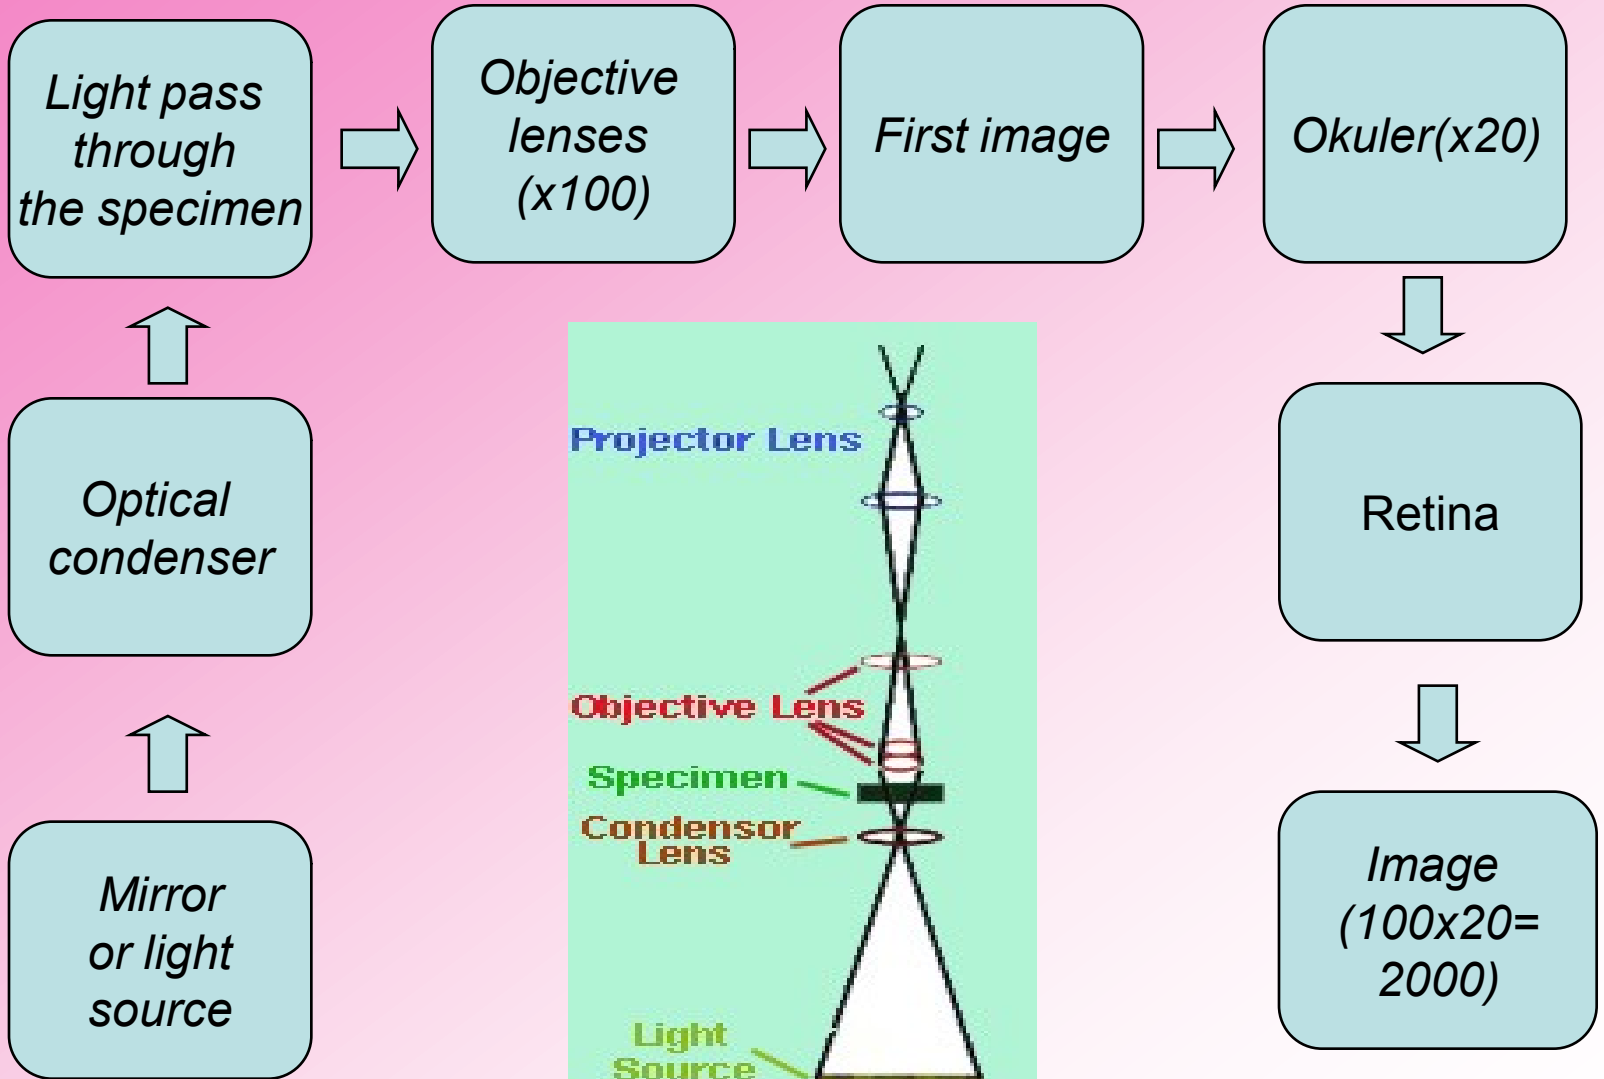 Light pass
through
the specimen
Objective
lenses
(x100)
First image
Okuler(x20)
Optical
condenser
Retina
Mirror
or light
source
Image
(100x20=
2000)
Projector Lens
Objective Lens
Specimen
Condensor
Lens
Light
Source